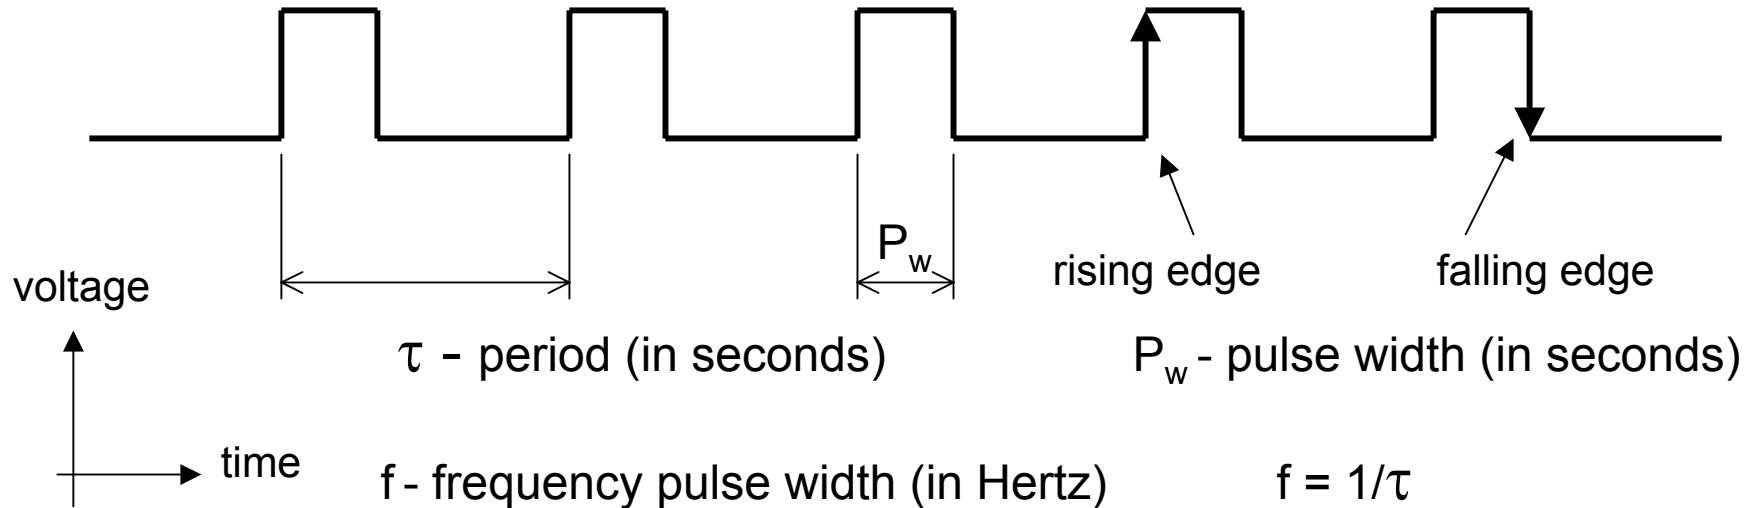 P_w
rising edge
falling edge
voltage
τ - period (in seconds)
P_w - pulse width (in seconds)
time
f - frequency pulse width (in Hertz)
f = 1/τ